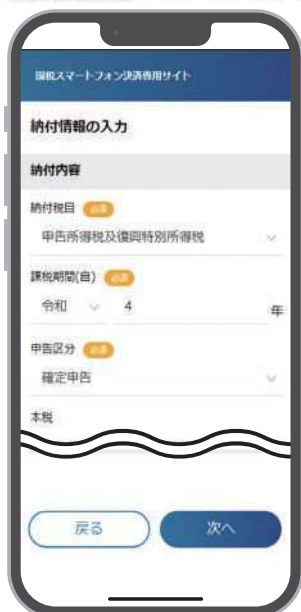 国税スマートフォン決済専用サイト
納付情報の入力
納付内容
納付税目 必須
申告所得税及復興特別所得税
課税期間(自) 必須
令和 4 年
申告区分 必須
確定申告
本税
戻る 次へ